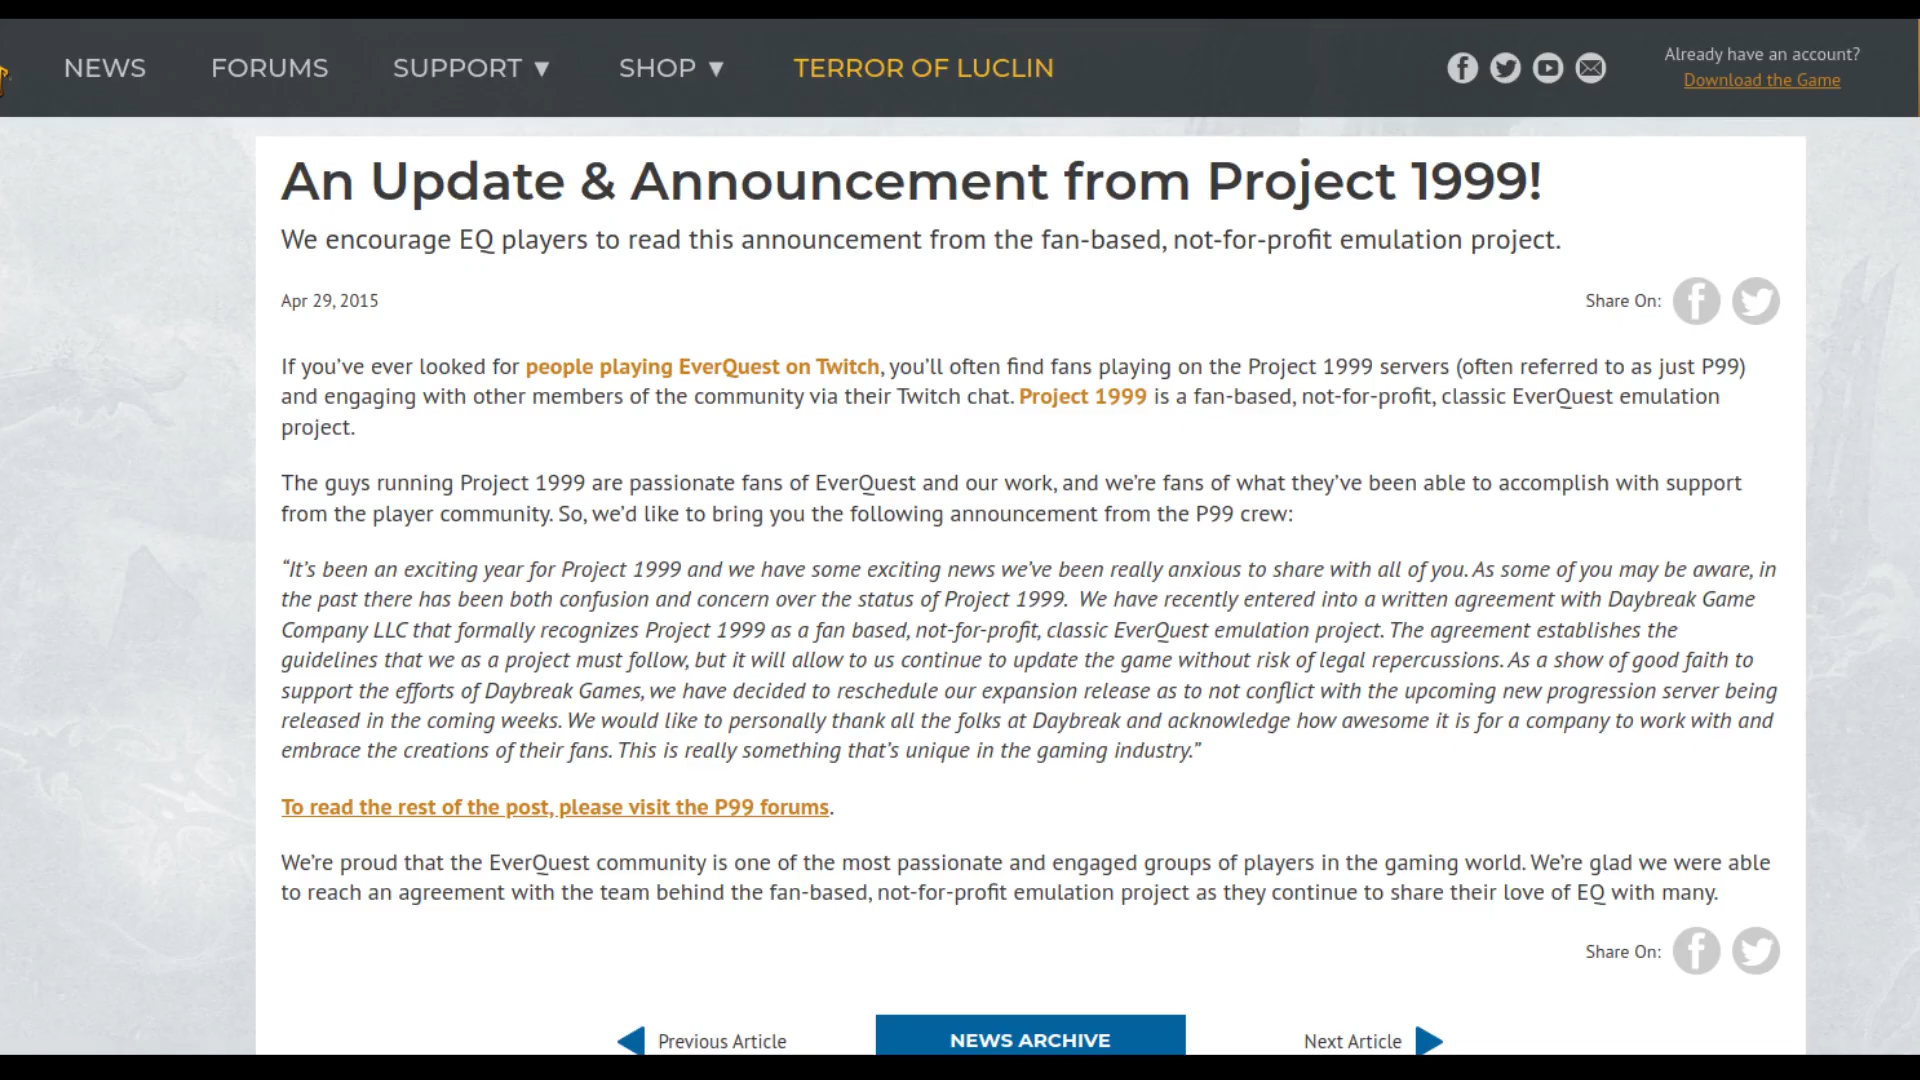 NEWS FORUMS SUPPORT ▼ SHOP ▼ TERROR OF LUCLIN
Already have an account?
Download the Game
An Update & Announcement from Project 1999!
We encourage EQ players to read this announcement from the fan-based, not-for-profit emulation project.
Apr 29, 2015
Share On:
If you’ve ever looked for people playing EverQuest on Twitch, you’ll often find fans playing on the Project 1999 servers (often referred to as just P99)
and engaging with other members of the community via their Twitch chat. Project 1999 is a fan-based, not-for-profit, classic EverQuest emulation
project.
The guys running Project 1999 are passionate fans of EverQuest and our work, and we’re fans of what they’ve been able to accomplish with support
from the player community. So, we’d like to bring you the following announcement from the P99 crew:
“It’s been an exciting year for Project 1999 and we have some exciting news we’ve been really anxious to share with all of you. As some of you may be aware, in
the past there has been both confusion and concern over the status of Project 1999.  We have recently entered into a written agreement with Daybreak Game
Company LLC that formally recognizes Project 1999 as a fan based, not-for-profit, classic EverQuest emulation project. The agreement establishes the
guidelines that we as a project must follow, but it will allow to us continue to update the game without risk of legal repercussions. As a show of good faith to
support the efforts of Daybreak Games, we have decided to reschedule our expansion release as to not conflict with the upcoming new progression server being
released in the coming weeks. We would like to personally thank all the folks at Daybreak and acknowledge how awesome it is for a company to work with and
embrace the creations of their fans. This is really something that’s unique in the gaming industry.”
To read the rest of the post, please visit the P99 forums.
We’re proud that the EverQuest community is one of the most passionate and engaged groups of players in the gaming world. We’re glad we were able
to reach an agreement with the team behind the fan-based, not-for-profit emulation project as they continue to share their love of EQ with many.
Share On:
Previous Article NEWS ARCHIVE Next Article